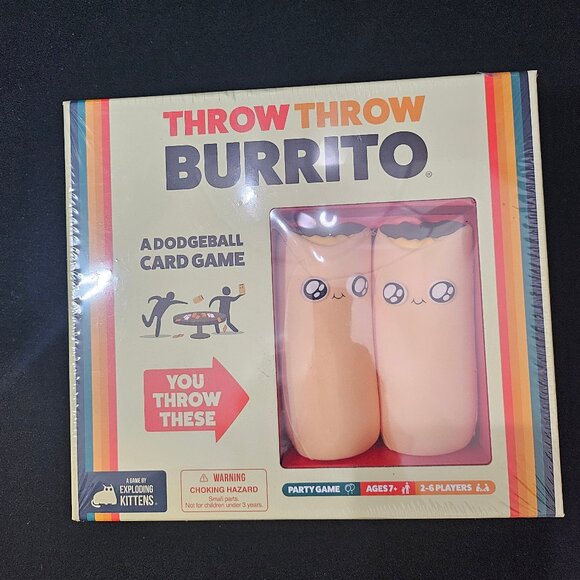 THROW THROW
BURRITO®
A DODGEBALL
CARD GAME
YOU
THROW
THESE
A GAME BY
EXPLODING
KITTENS®
⚠ WARNING
CHOKING HAZARD
Small parts.
Not for children under 3 years.
PARTY GAME
AGES 7+
2-6 PLAYERS